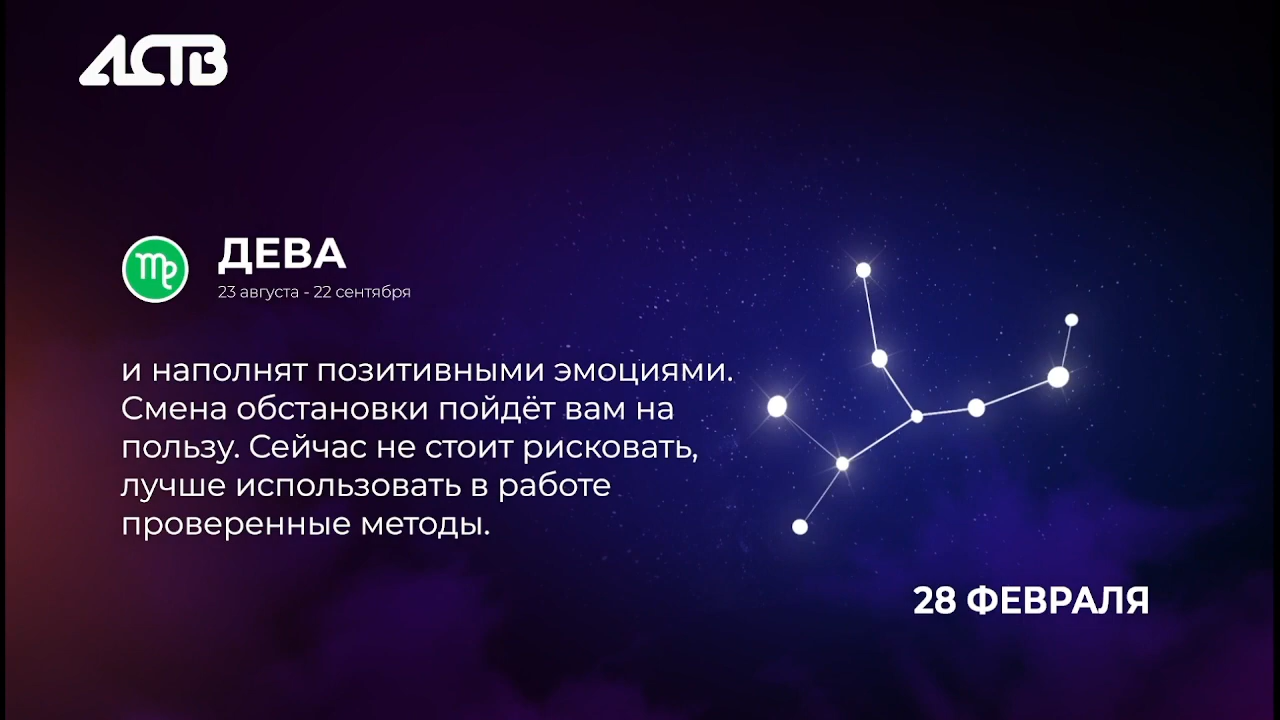 АСТВ
ДЕВА
23 августа - 22 сентября
и наполнят позитивными эмоциями.
Смена обстановки пойдёт вам на
пользу. Сейчас не стоит рисковать,
лучше использовать в работе
проверенные методы.
28 ФЕВРАЛЯ